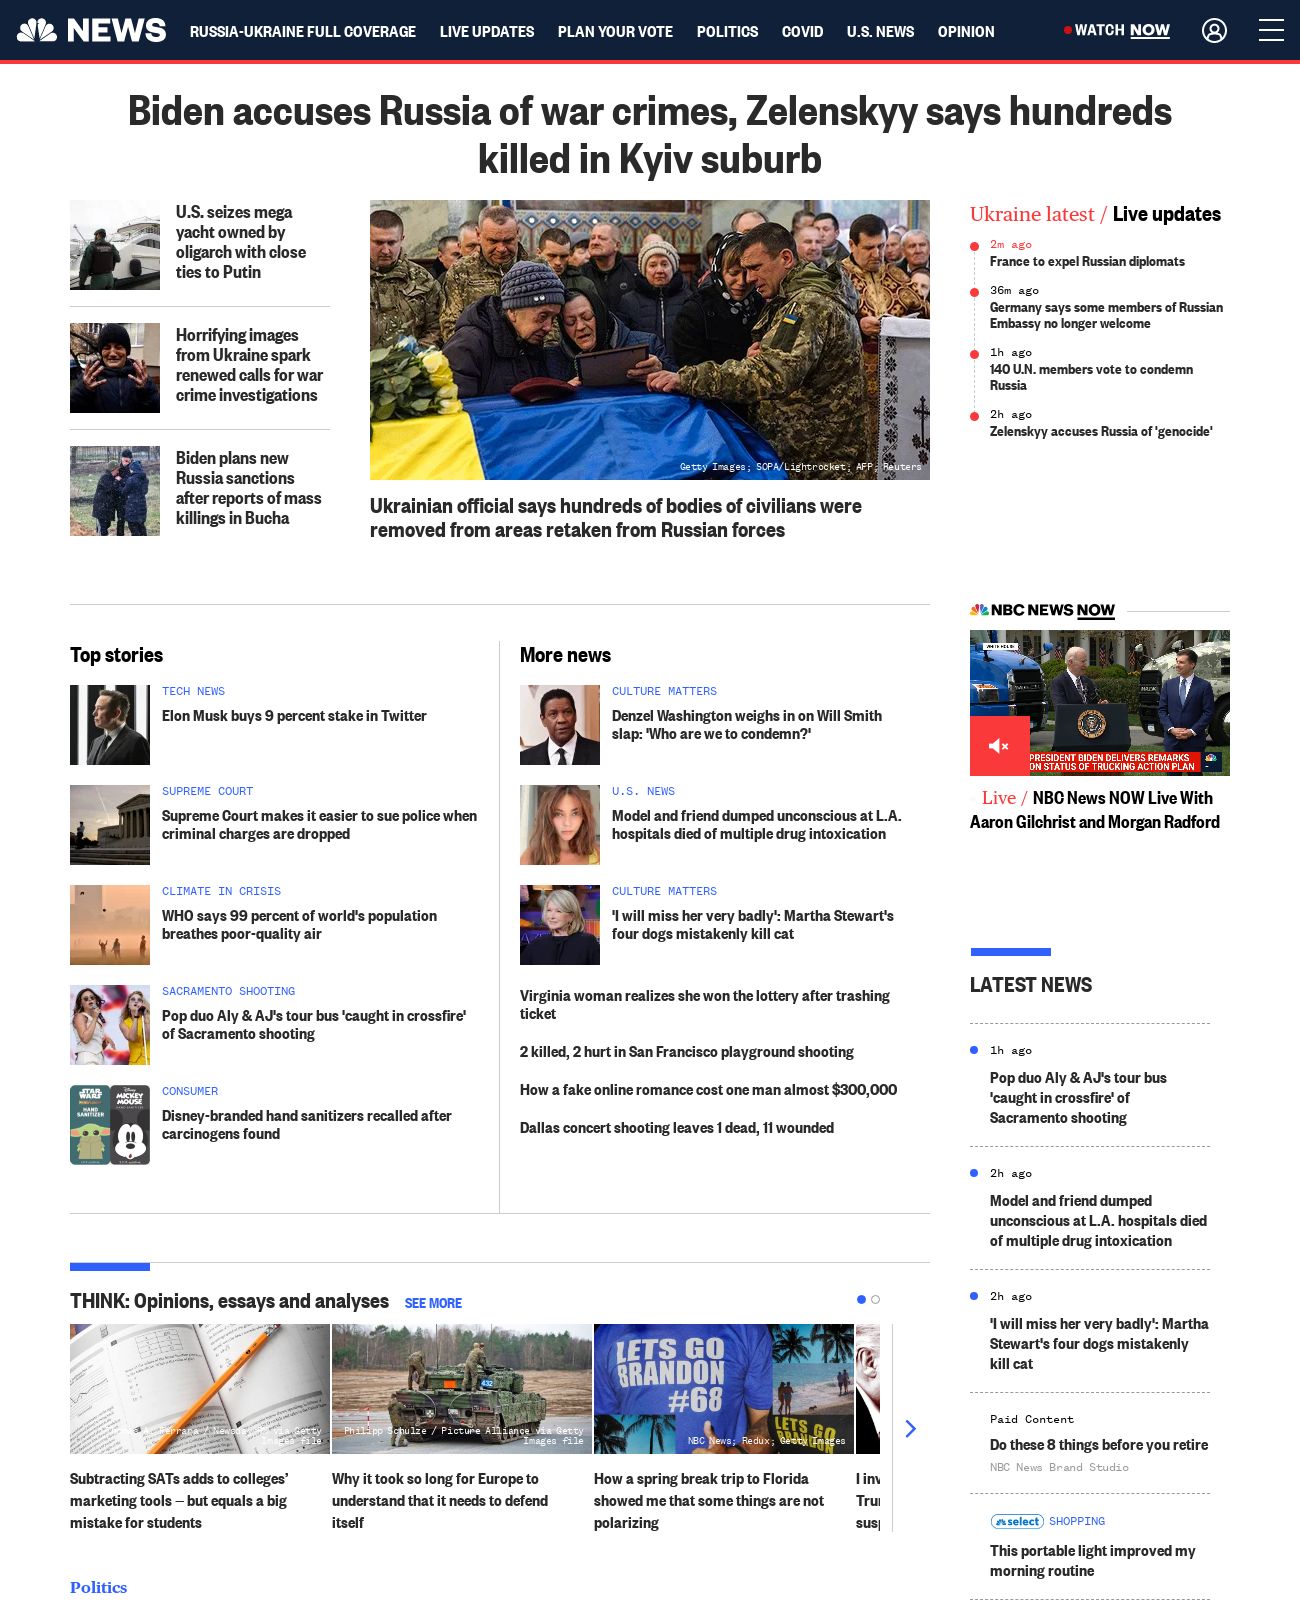 NEWS
RUSSIA-UKRAINE FULL COVERAGE LIVE UPDATES PLAN YOUR VOTE POLITICS COVID U.S. NEWS OPINION
WATCH NOW
Biden accuses Russia of war crimes, Zelenskyy says hundreds
killed in Kyiv suburb
U.S. seizes mega
yacht owned by
oligarch with close
ties to Putin
Horrifying images
from Ukraine spark
renewed calls for war
crime investigations
Biden plans new
Russia sanctions
after reports of mass
killings in Bucha
Getty Images; SOPA/Lightrocket; AFP; Reuters
Ukrainian official says hundreds of bodies of civilians were
removed from areas retaken from Russian forces
Ukraine latest / Live updates
2m ago
France to expel Russian diplomats
36m ago
Germany says some members of Russian
Embassy no longer welcome
1h ago
140 U.N. members vote to condemn
Russia
2h ago
Zelenskyy accuses Russia of 'genocide'
NBC NEWS NOW
WHITE HOUSE
PRESIDENT BIDEN DELIVERS REMARKS
ON STATUS OF TRUCKING ACTION PLAN
Live / NBC News NOW Live With
Aaron Gilchrist and Morgan Radford
Top stories
TECH NEWS
Elon Musk buys 9 percent stake in Twitter
SUPREME COURT
Supreme Court makes it easier to sue police when
criminal charges are dropped
CLIMATE IN CRISIS
WHO says 99 percent of world's population
breathes poor-quality air
SACRAMENTO SHOOTING
Pop duo Aly & AJ's tour bus 'caught in crossfire'
of Sacramento shooting
STAR WARS
HAND
SANITIZER
Disney
MICKEY
MOUSE
CONSUMER
Disney-branded hand sanitizers recalled after
carcinogens found
More news
CULTURE MATTERS
Denzel Washington weighs in on Will Smith
slap: 'Who are we to condemn?'
U.S. NEWS
Model and friend dumped unconscious at L.A.
hospitals died of multiple drug intoxication
CULTURE MATTERS
'I will miss her very badly': Martha Stewart's
four dogs mistakenly kill cat
Virginia woman realizes she won the lottery after trashing
ticket
2 killed, 2 hurt in San Francisco playground shooting
How a fake online romance cost one man almost $300,000
Dallas concert shooting leaves 1 dead, 11 wounded
LATEST NEWS
1h ago
Pop duo Aly & AJ's tour bus
'caught in crossfire' of
Sacramento shooting
2h ago
Model and friend dumped
unconscious at L.A. hospitals died
of multiple drug intoxication
2h ago
'I will miss her very badly': Martha
Stewart's four dogs mistakenly
kill cat
Paid Content
Do these 8 things before you retire
NBC News Brand Studio
select SHOPPING
This portable light improved my
morning routine
THINK: Opinions, essays and analyses SEE MORE
Ferrara / Newsday via Getty
Images file
Subtracting SATs adds to colleges’
marketing tools — but equals a big
mistake for students
432
Philipp Schulze / Picture Alliance via Getty
Images file
Why it took so long for Europe to
understand that it needs to defend
itself
LETS GO
BRANDON
#68
LETS GO
NBC News; Redux; Getty Images
How a spring break trip to Florida
showed me that some things are not
polarizing
I inv
Trur
susp
Politics